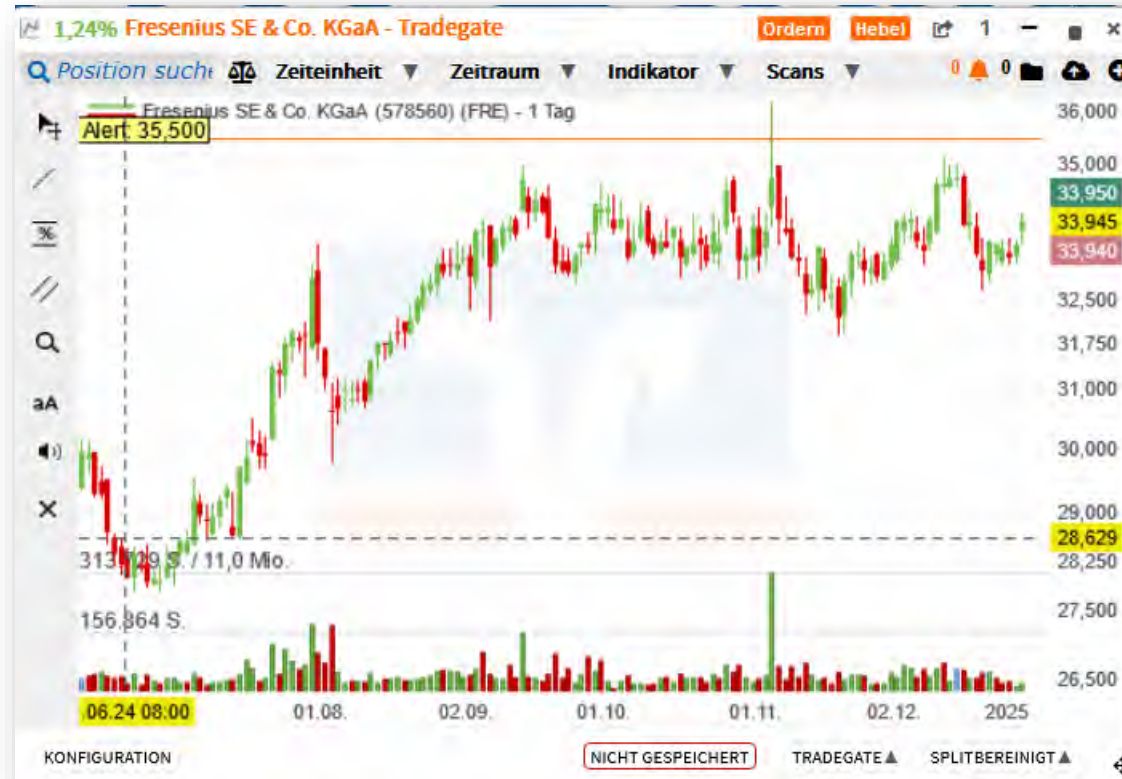 1,24% Fresenius SE & Co. KGaA - Tradegate Ordern Hebel 1
Position suche Zeiteinheit Zeitraum Indikator Scans 0 0
Fresenius SE & Co. KGaA (578560) (FRE) - 1 Tag
Alert: 35,500
36,000
35,000
33,950
33,945
33,940
32,500
31,750
31,000
30,000
29,000
28,629
28,250
27,500
26,500
%
aA
313.729 S. / 11,0 Mio.
156.864 S.
.06.24 08:00 01.08. 02.09. 01.10. 01.11. 02.12. 2025
KONFIGURATION NICHT GESPEICHERT TRADEGATE SPLITBEREINIGT